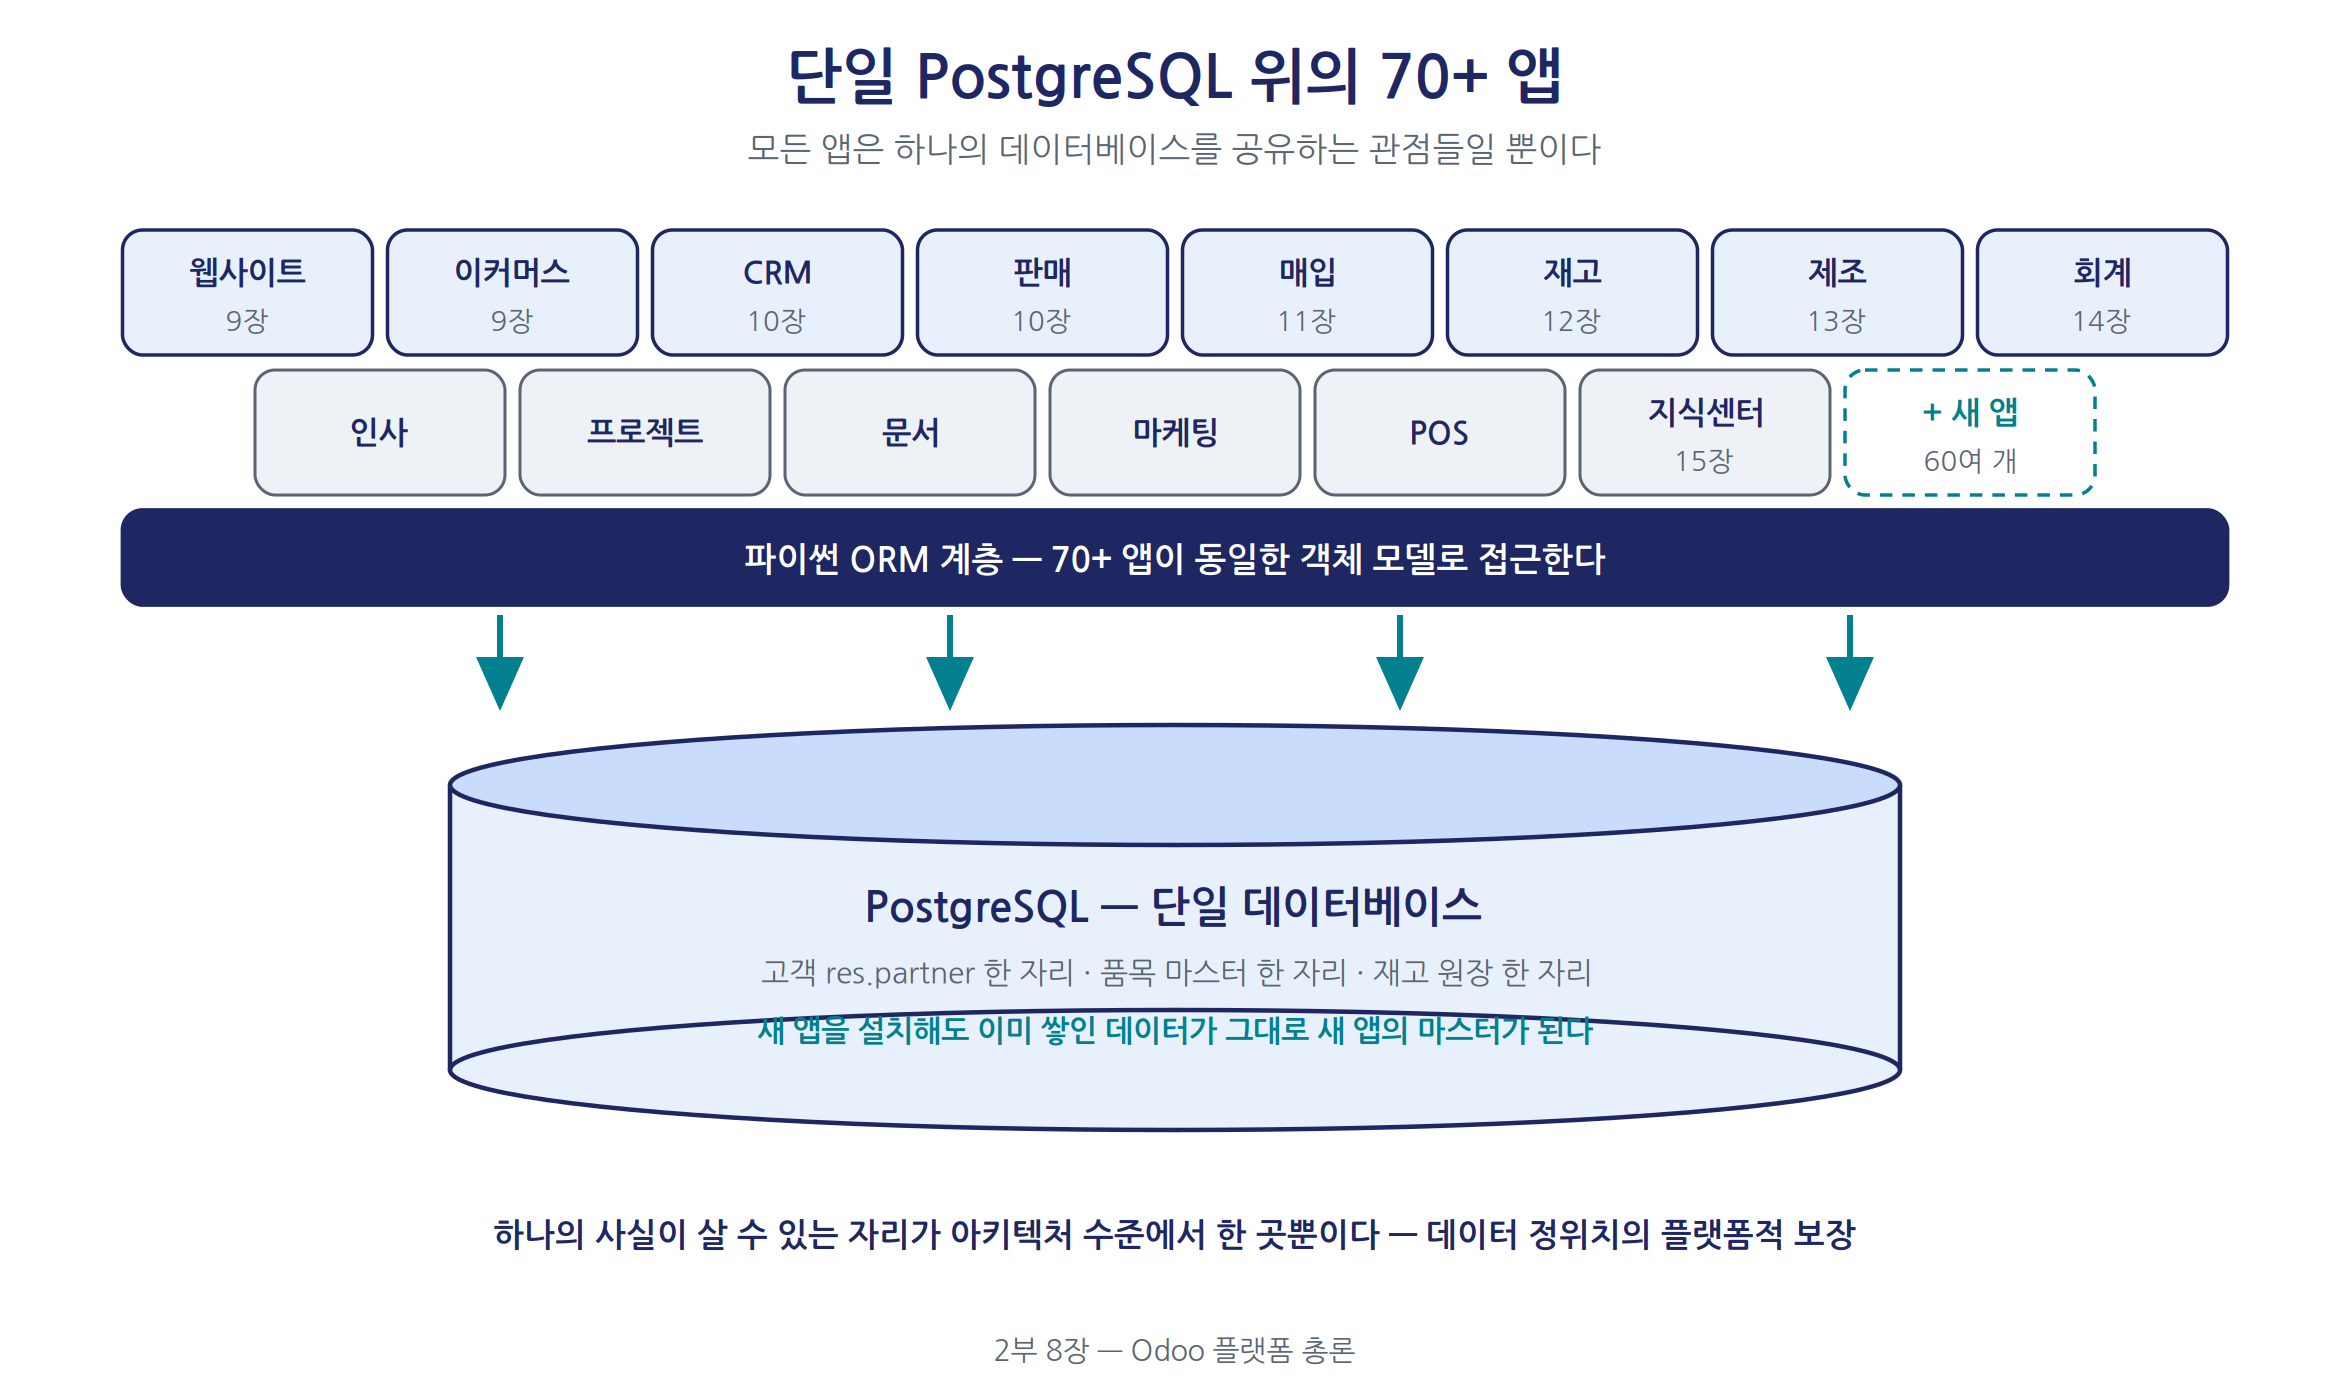 단일 PostgreSQL 위의 70+ 앱
모든 앱은 하나의 데이터베이스를 공유하는 관점들일 뿐이다
웹사이트
9장
이커머스
9장
CRM
10장
판매
10장
매입
11장
재고
12장
제조
13장
회계
14장
인사
프로젝트
문서
마케팅
POS
지식센터
15장
+ 새 앱
60여 개
파이썬 ORM 계층 — 70+ 앱이 동일한 객체 모델로 접근한다
PostgreSQL — 단일 데이터베이스
고객 res.partner 한 자리 · 품목 마스터 한 자리 · 재고 원장 한 자리
새 앱을 설치해도 이미 쌓인 데이터가 그대로 새 앱의 마스터가 된다
하나의 사실이 살 수 있는 자리가 아키텍처 수준에서 한 곳뿐이다 — 데이터 정위치의 플랫폼적 보장
2부 8장 — Odoo 플랫폼 총론